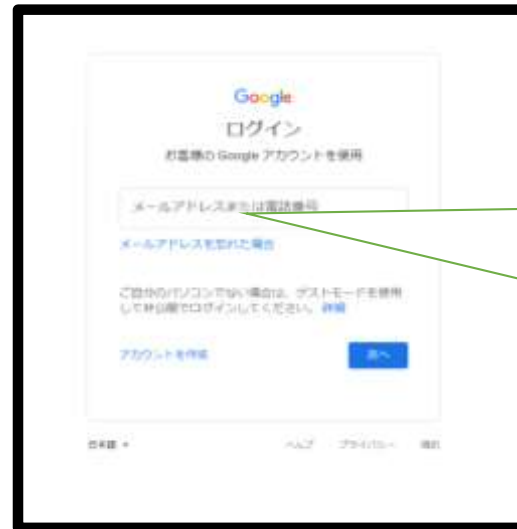 Google
ログイン
お客様の Google アカウントを使用
メールアドレスまたは電話番号
メールアドレスを忘れた場合
ご自分のパソコンでない場合は、ゲストモードを使用
して非公開でログインしてください。 詳細
アカウントを作成
次へ
日本語
ヘルプ プライバシー 規約